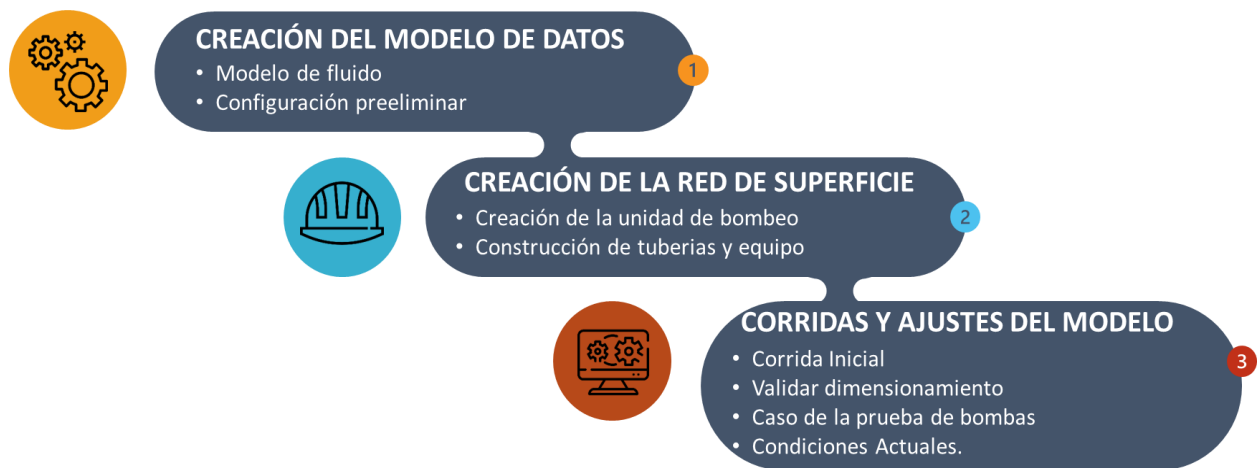 CREACIÓN DEL MODELO DE DATOS
• Modelo de fluido
• Configuración preeliminar
1
CREACIÓN DE LA RED DE SUPERFICIE
• Creación de la unidad de bombeo
• Construcción de tuberias y equipo
2
CORRIDAS Y AJUSTES DEL MODELO
• Corrida Inicial
• Validar dimensionamiento
• Caso de la prueba de bombas
• Condiciones Actuales.
3